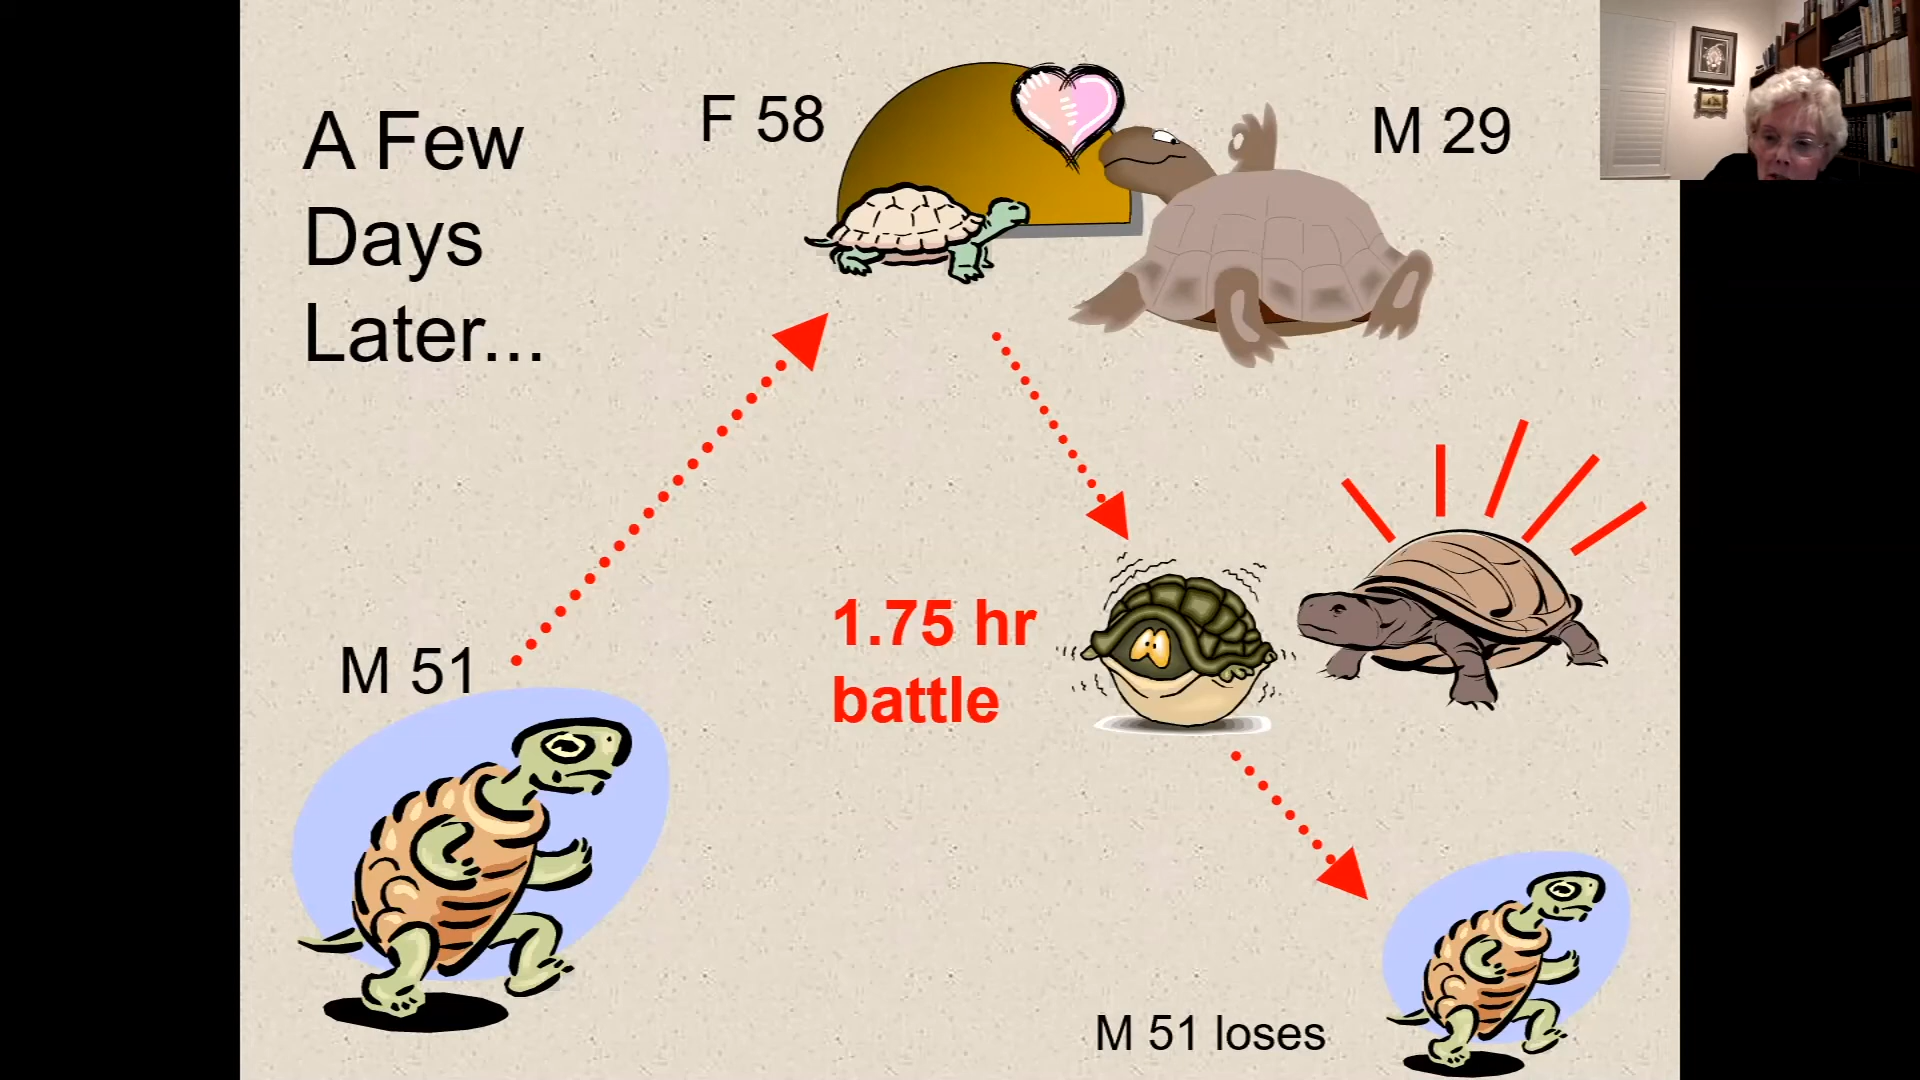 A Few
Days
Later...
F 58
M 29
M 51
1.75 hr
battle
M 51 loses